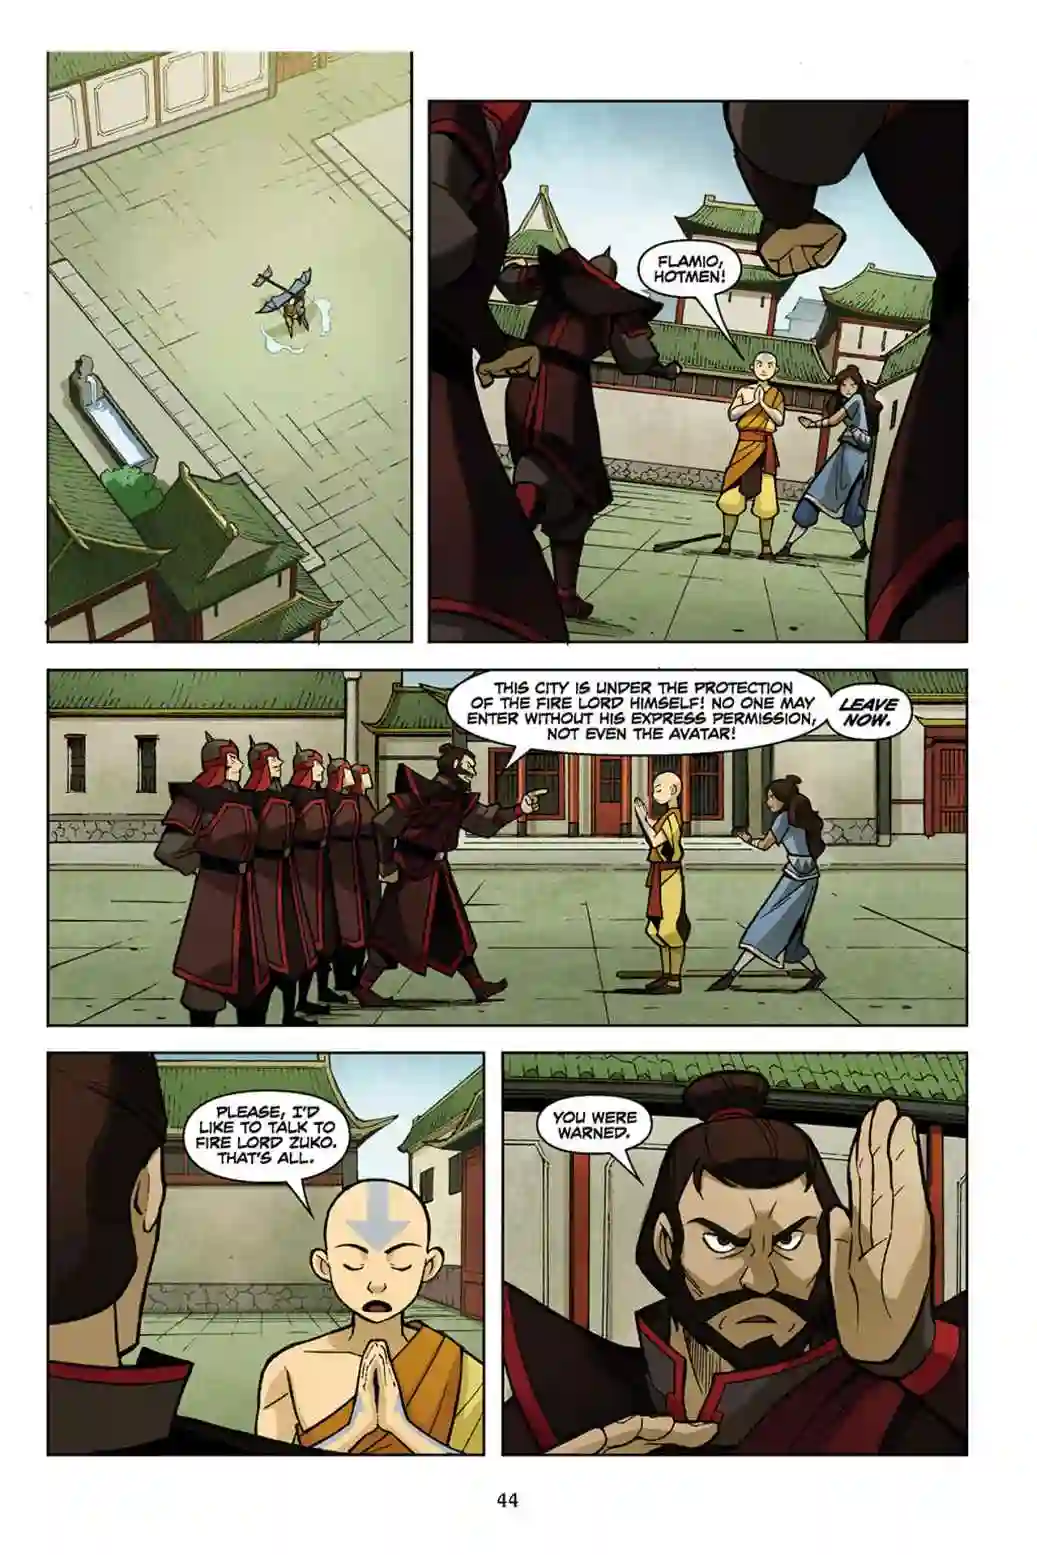 FLAMIO,
HOTMEN!
THIS CITY IS UNDER THE PROTECTION
OF THE FIRE LORD HIMSELF! NO ONE MAY
ENTER WITHOUT HIS EXPRESS PERMISSION,
NOT EVEN THE AVATAR!
LEAVE
NOW.
PLEASE, I'D
LIKE TO TALK TO
FIRE LORD ZUKO.
THAT'S ALL.
YOU WERE
WARNED.
44